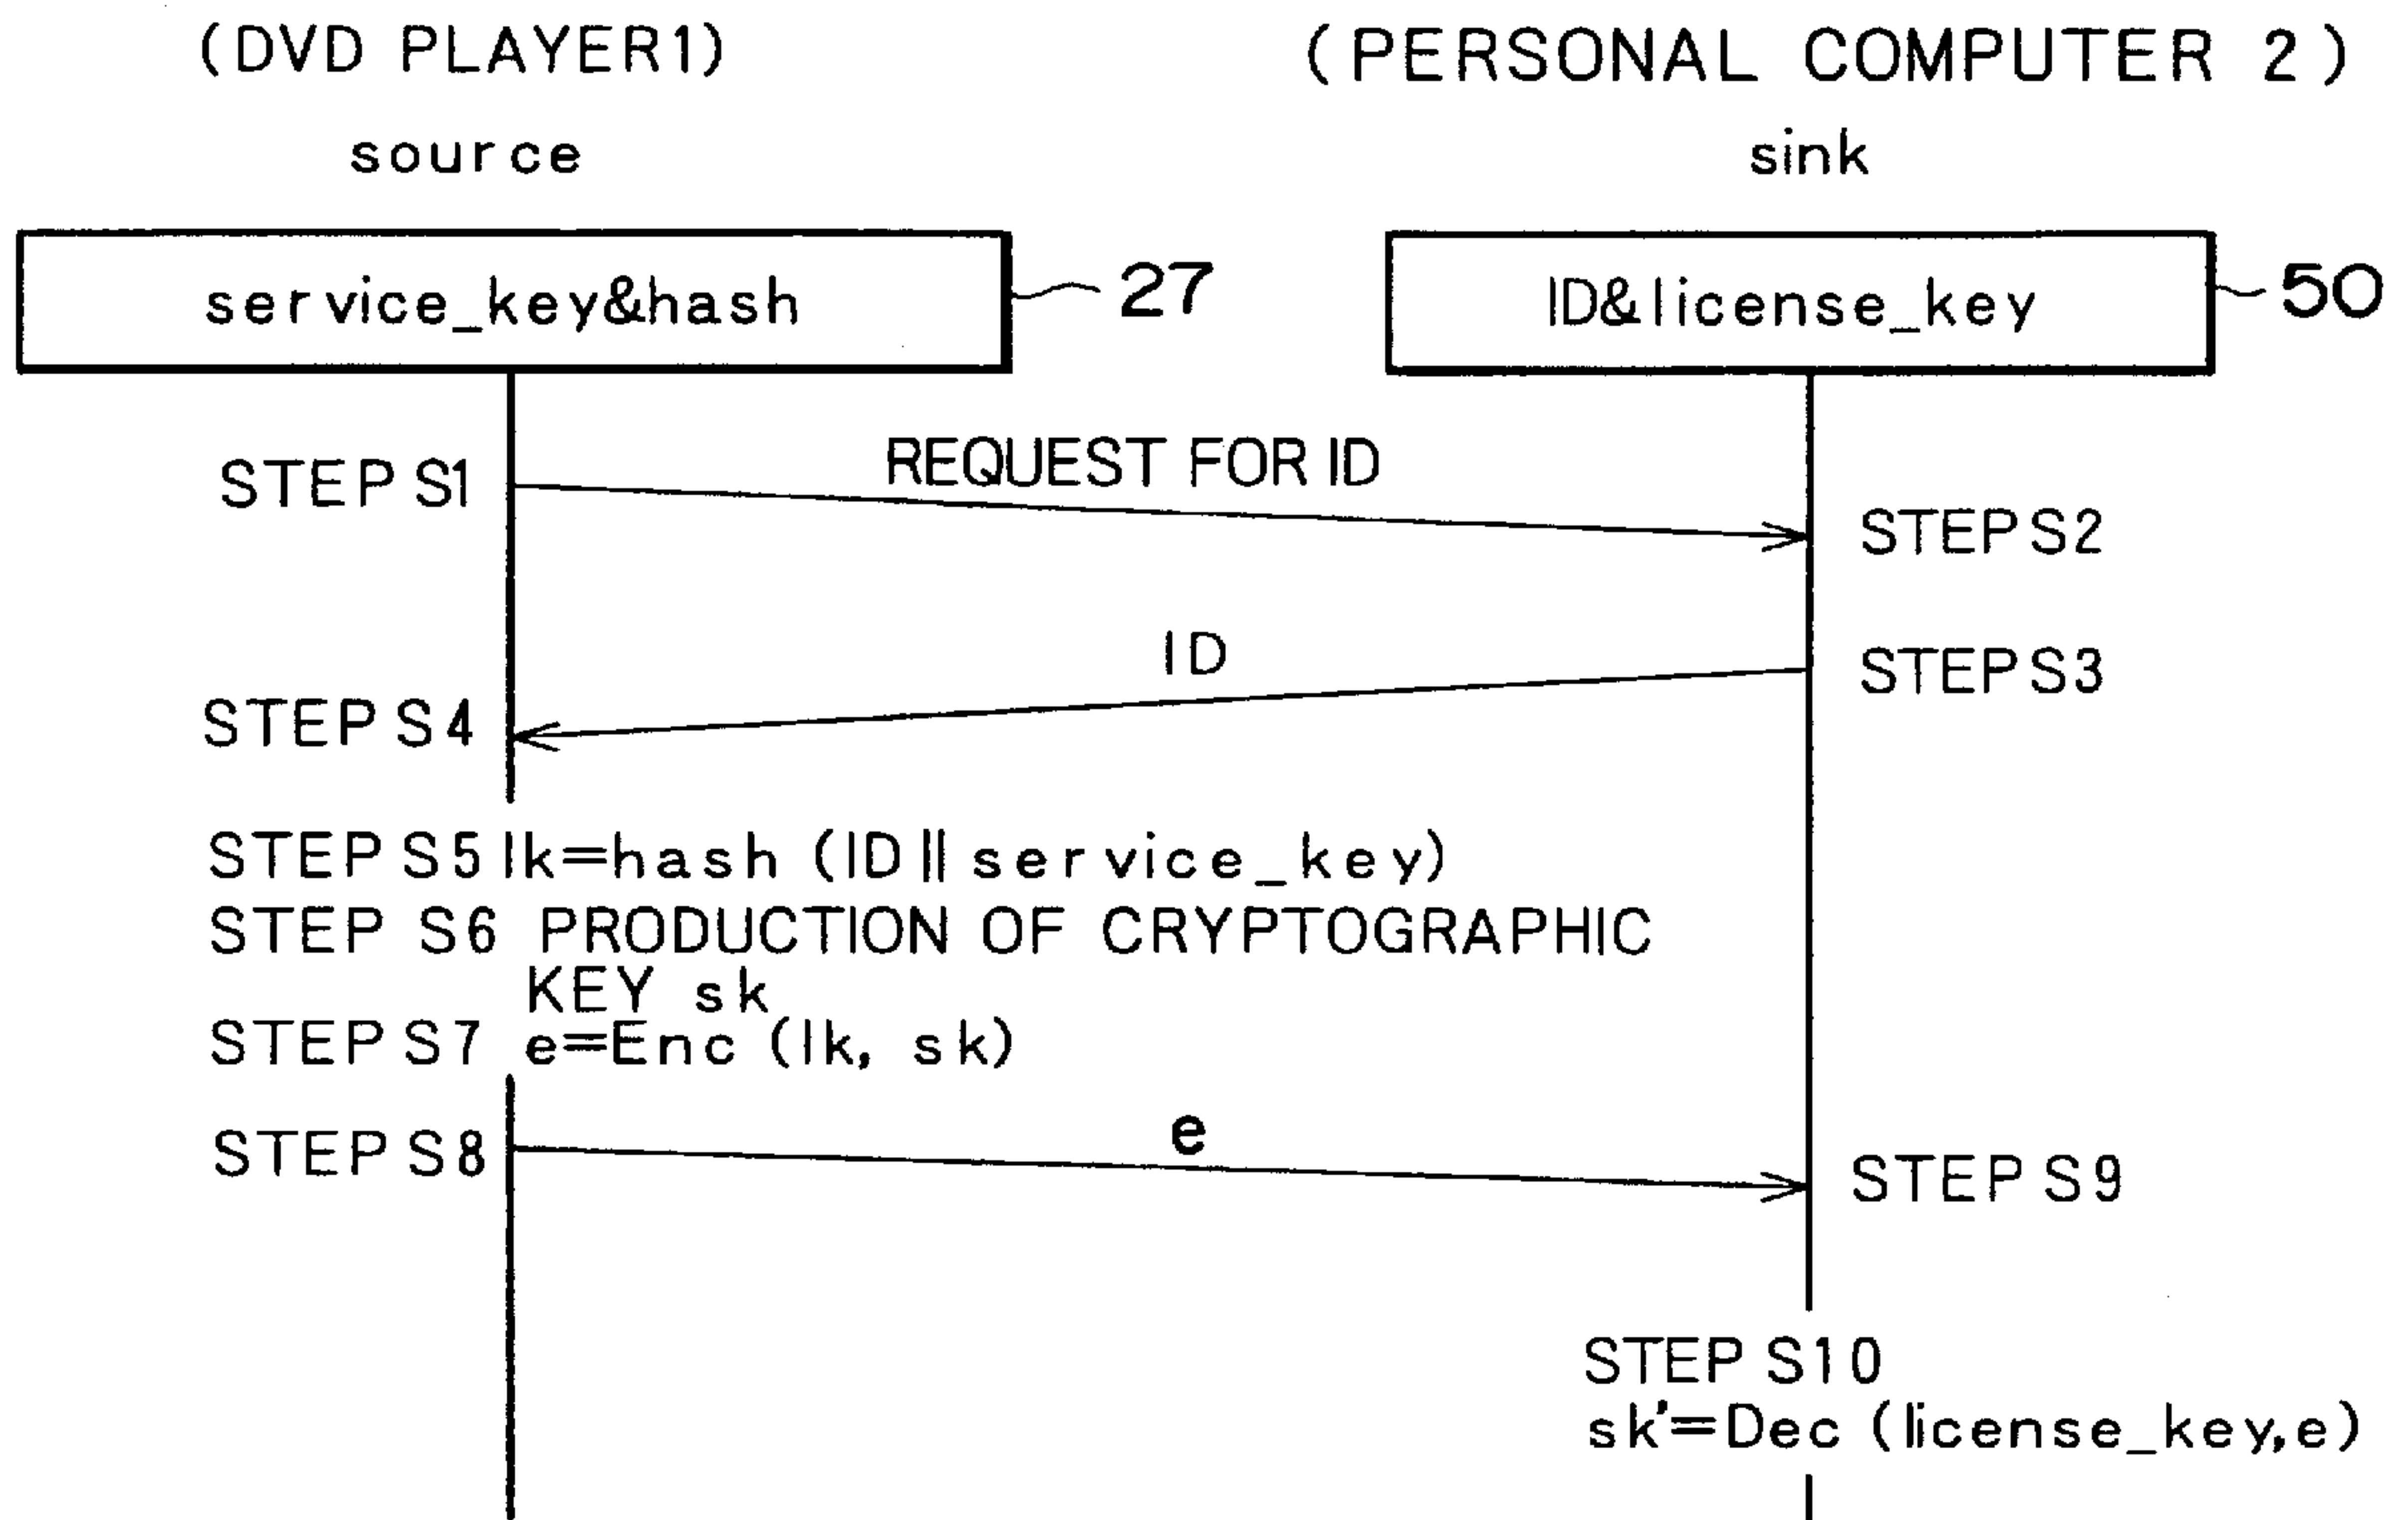 (DVD PLAYER1)
(PERSONAL COMPUTER 2)
source
sink
service_key&hash
27
ID&license_key
50
REQUEST FOR ID
STEP S1
STEP S2
ID
STEP S3
STEP S4
STEP S5 lk=hash (ID || service_key)
STEP S6 PRODUCTION OF CRYPTOGRAPHIC
KEY sk
STEP S7 e=Enc (lk, sk)
e
STEP S8
STEP S9
STEP S10
sk'=Dec (license_key,e)